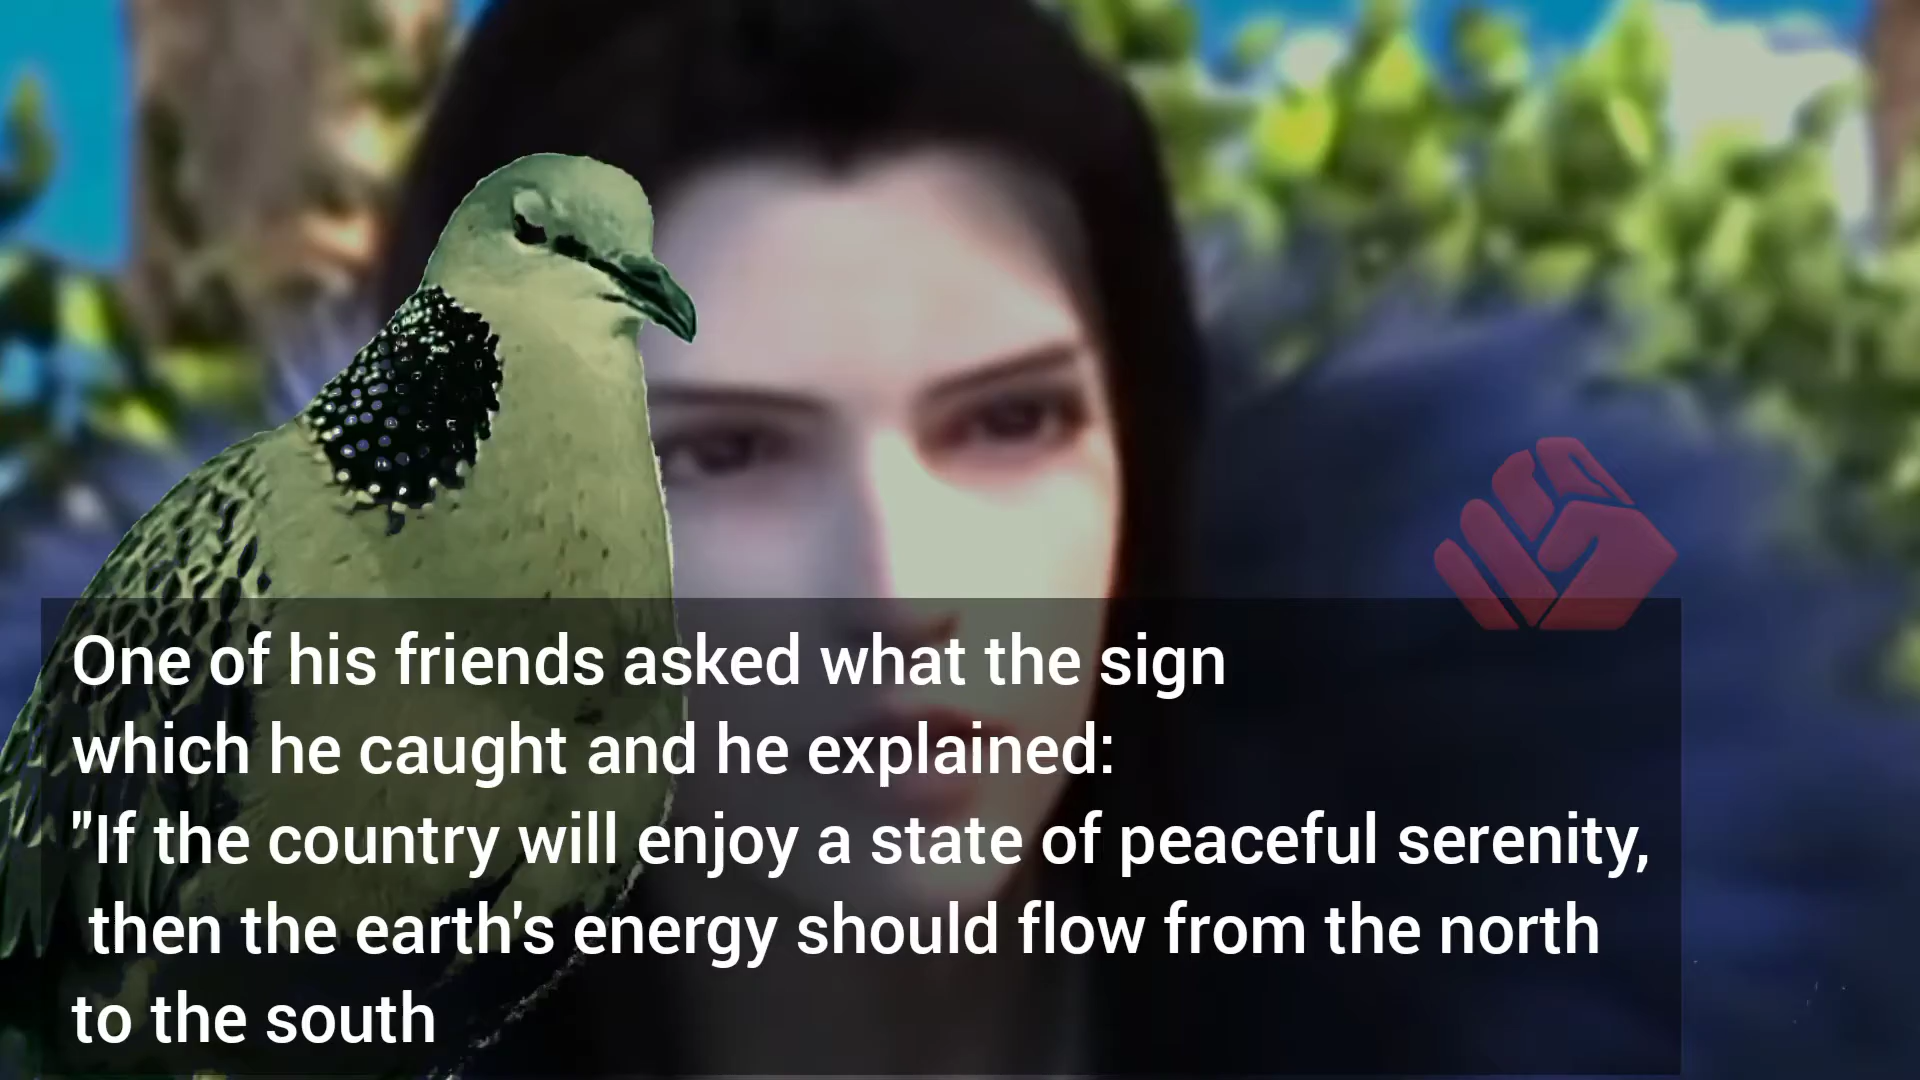 One of his friends asked what the sign
which he caught and he explained:
"If the country will enjoy a state of peaceful serenity,
then the earth's energy should flow from the north
to the south